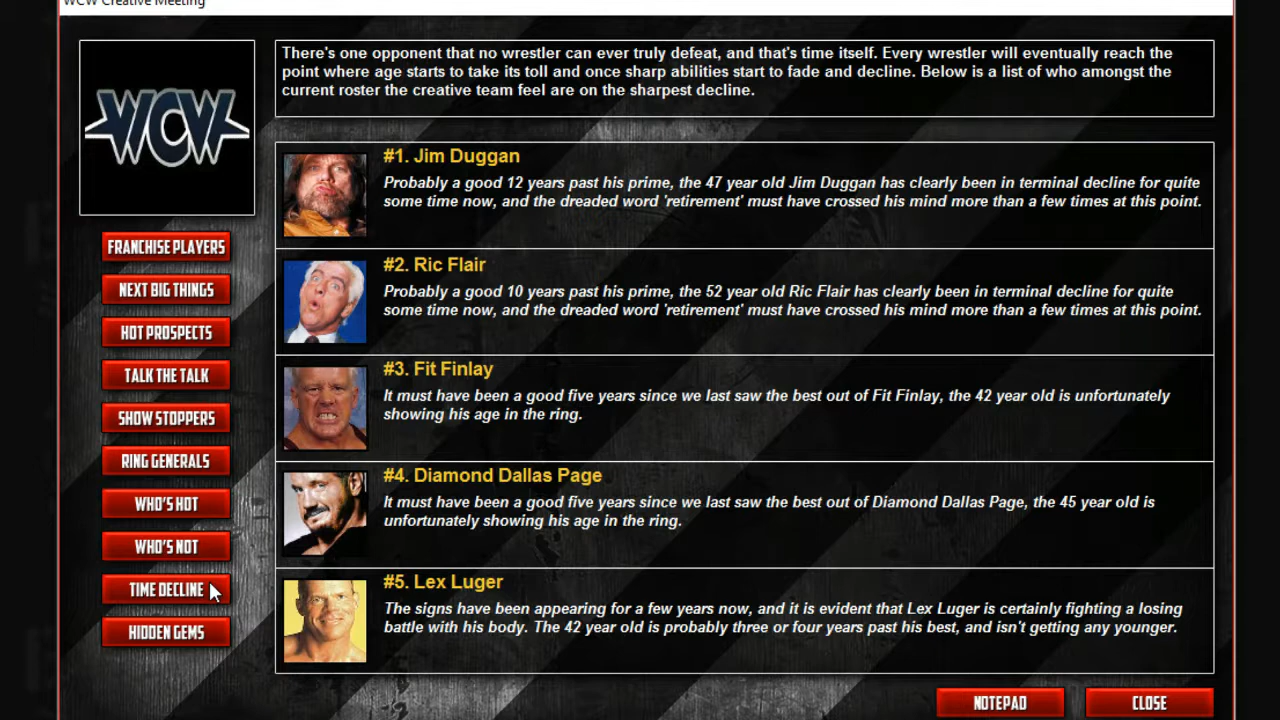 WCW Creative Meeting
WCW
There's one opponent that no wrestler can ever truly defeat, and that's time itself. Every wrestler will eventually reach the
point where age starts to take its toll and once sharp abilities start to fade and decline. Below is a list of who amongst the
current roster the creative team feel are on the sharpest decline.
FRANCHISE PLAYERS
NEXT BIG THINGS
HOT PROSPECTS
TALK THE TALK
SHOW STOPPERS
RING GENERALS
WHO'S HOT
WHO'S NOT
TIME DECLINE
HIDDEN GEMS
#1. Jim Duggan
Probably a good 12 years past his prime, the 47 year old Jim Duggan has clearly been in terminal decline for quite
some time now, and the dreaded word 'retirement' must have crossed his mind more than a few times at this point.
#2. Ric Flair
Probably a good 10 years past his prime, the 52 year old Ric Flair has clearly been in terminal decline for quite
some time now, and the dreaded word 'retirement' must have crossed his mind more than a few times at this point.
#3. Fit Finlay
It must have been a good five years since we last saw the best out of Fit Finlay, the 42 year old is unfortunately
showing his age in the ring.
#4. Diamond Dallas Page
It must have been a good five years since we last saw the best out of Diamond Dallas Page, the 45 year old is
unfortunately showing his age in the ring.
#5. Lex Luger
The signs have been appearing for a few years now, and it is evident that Lex Luger is certainly fighting a losing
battle with his body. The 42 year old is probably three or four years past his best, and isn't getting any younger.
NOTEPAD
CLOSE